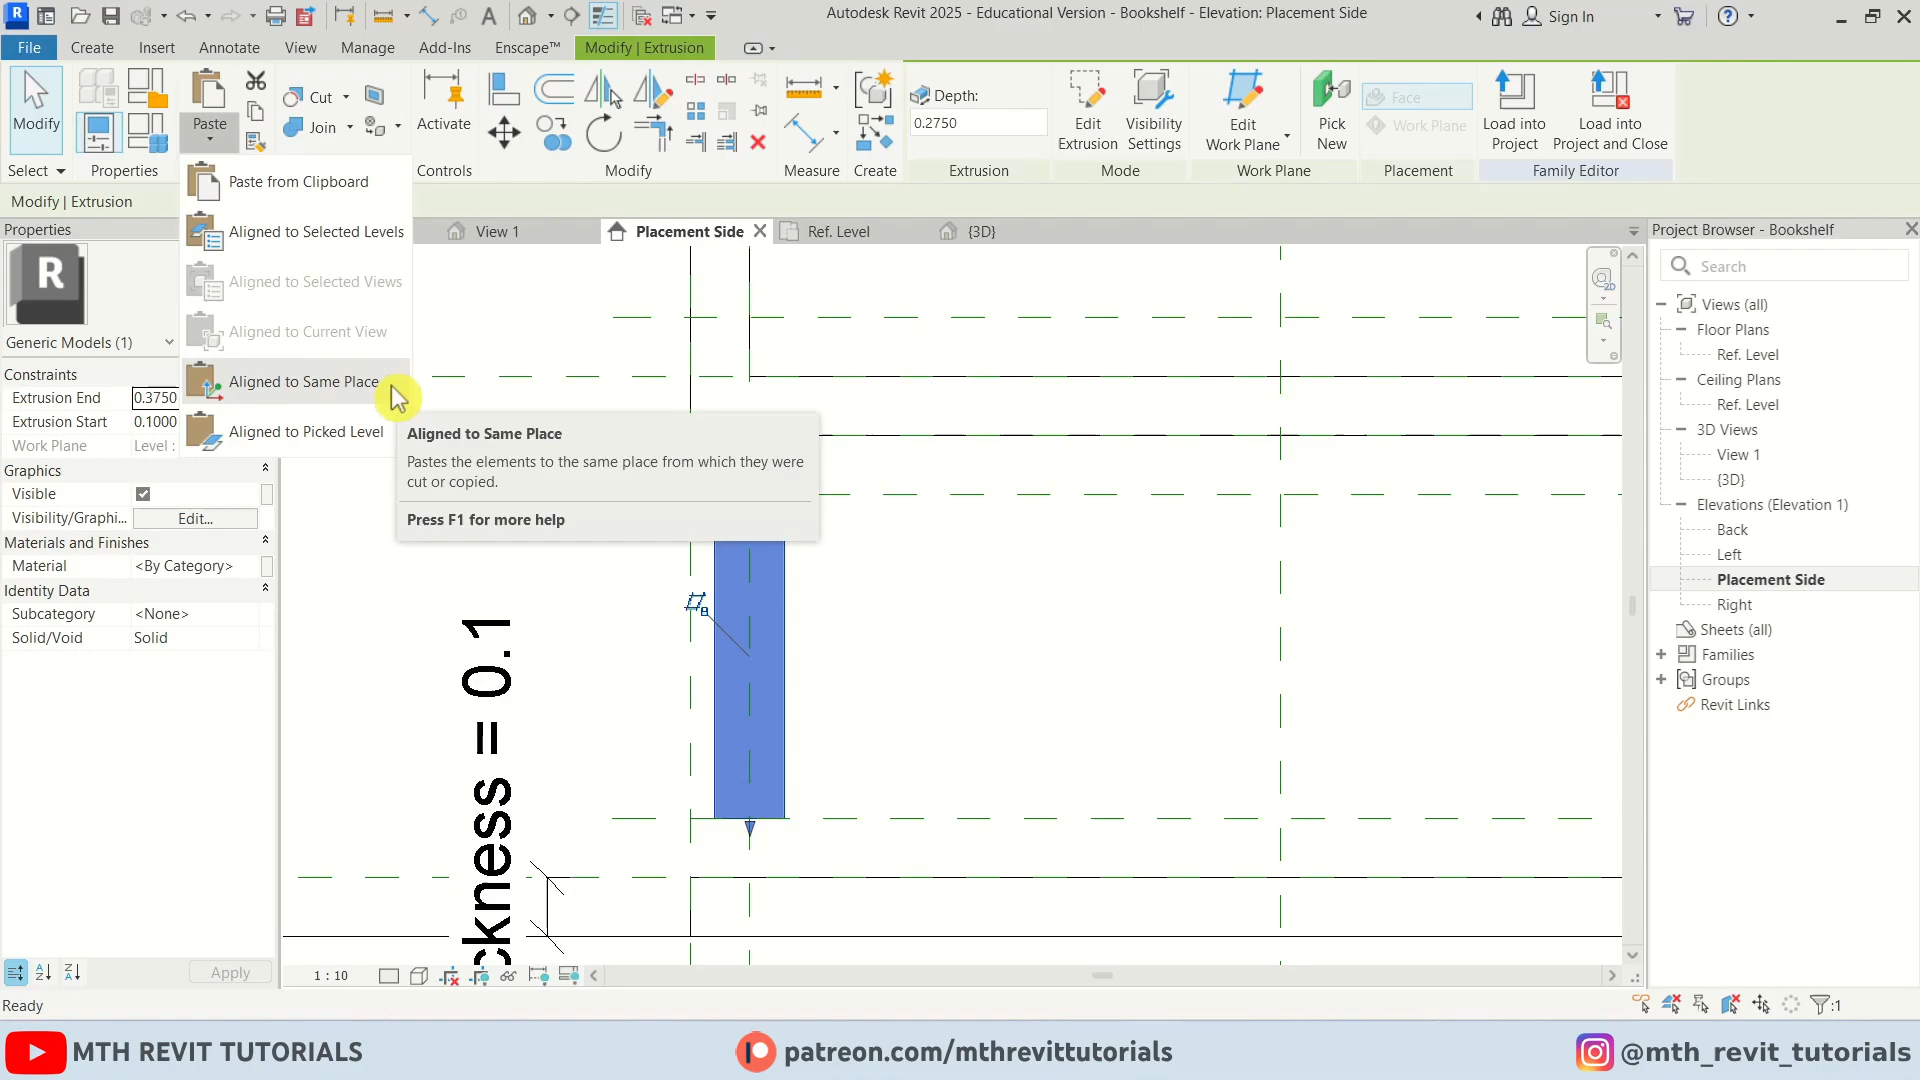 Autodesk Revit 2025 - Educational Version - Bookshelf - Elevation: Placement Side
Sign In
File
Create
Insert
Annotate
View
Manage
Add-Ins
Enscape™
Modify | Extrusion
Modify
Paste
Cut
Join
Activate
Depth:
0.2750
Edit
Extrusion
Visibility
Settings
Edit
Work Plane
Pick
New
Face
Work Plane
Load into
Project
Load into
Project and Close
Select
Properties
Controls
Modify
Measure
Create
Extrusion
Mode
Work Plane
Placement
Family Editor
Modify | Extrusion
Paste from Clipboard
Aligned to Selected Levels
Aligned to Selected Views
Aligned to Current View
Aligned to Same Place
Aligned to Picked Level
Aligned to Same Place
Pastes the elements to the same place from which they were
cut or copied.
Press F1 for more help
View 1
Placement Side
Ref. Level
{3D}
Properties
R
Generic Models (1)
Constraints
Extrusion End 0.3750
Extrusion Start 0.1000
Work Plane Level :
Graphics
Visible
Visibility/Graphi... Edit...
Materials and Finishes
Material <By Category>
Identity Data
Subcategory <None>
Solid/Void Solid
Apply
ckness = 0.1
1 : 10
Ready
Project Browser - Bookshelf
Search
Views (all)
Floor Plans
Ref. Level
Ceiling Plans
Ref. Level
3D Views
View 1
{3D}
Elevations (Elevation 1)
Back
Left
Placement Side
Right
Sheets (all)
Families
Groups
Revit Links
:1
MTH REVIT TUTORIALS
patreon.com/mthrevittutorials
@mth_revit_tutorials